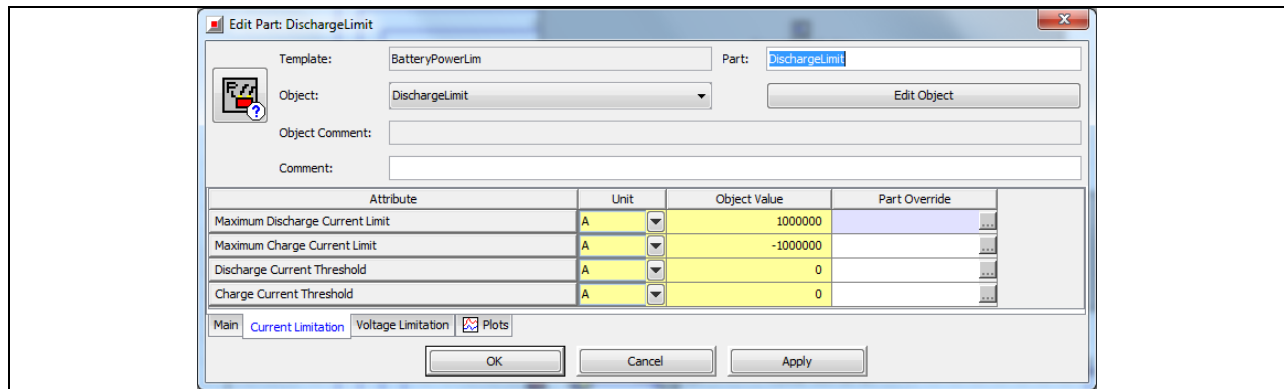 Edit Part: DischargeLimit
Template: BatteryPowerLim Part: DischargeLimit
Object: DischargeLimit Edit Object
Object Comment:
Comment:
Attribute Unit Object Value Part Override
Maximum Discharge Current Limit A 1000000 ...
Maximum Charge Current Limit A -1000000 ...
Discharge Current Threshold A 0 ...
Charge Current Threshold A 0 ...
Main Current Limitation Voltage Limitation Plots
OK Cancel Apply